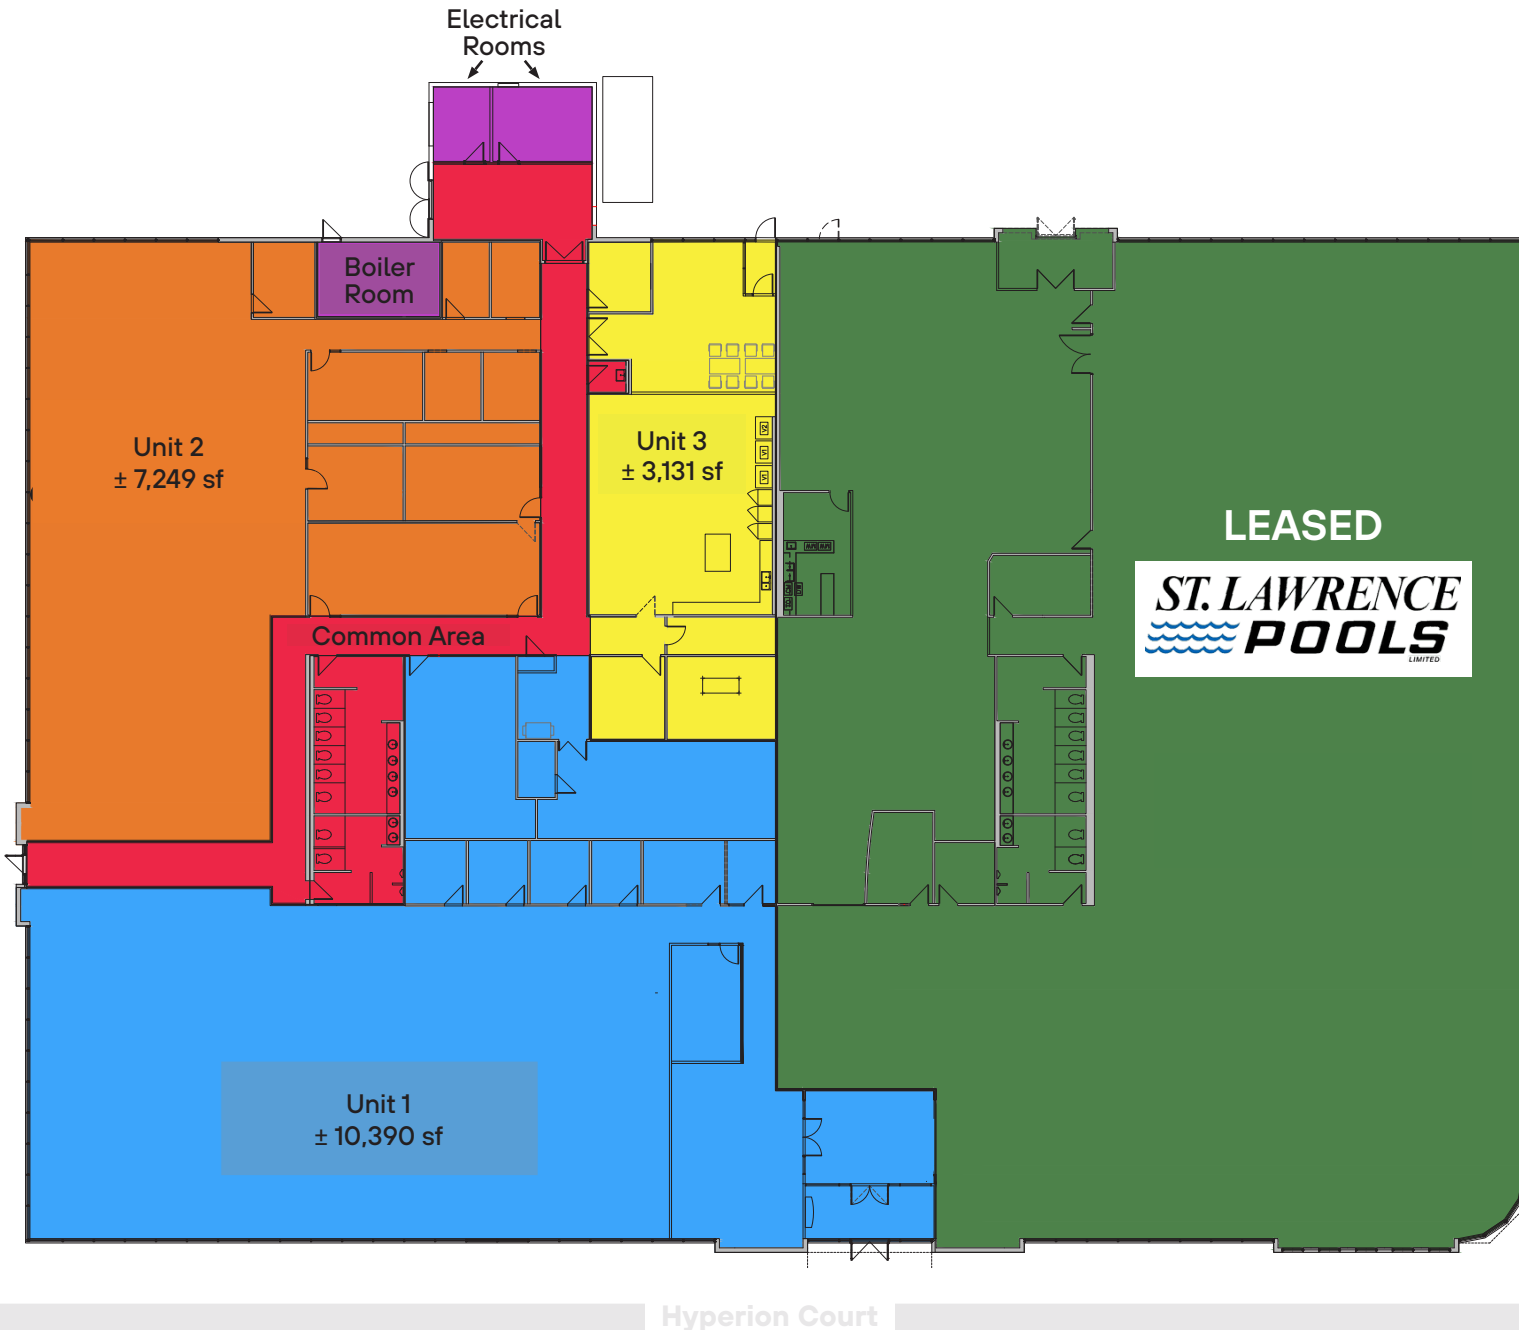 Electrical
Rooms
Boiler
Room
Unit 2
± 7,249 sf
Unit 3
± 3,131 sf
LEASED
ST. LAWRENCE
POOLS
LIMITED
Common Area
Unit 1
± 10,390 sf
Hyperion Court